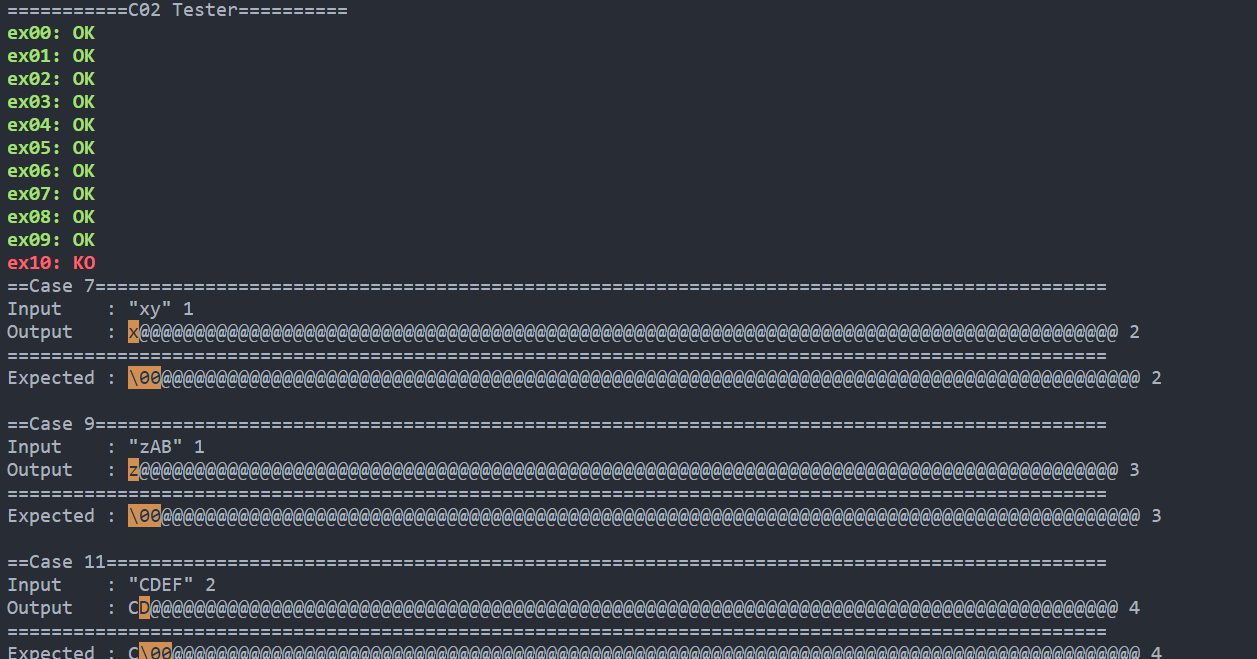 ===========C02 Tester==========
ex00: OK
ex01: OK
ex02: OK
ex03: OK
ex04: OK
ex05: OK
ex06: OK
ex07: OK
ex08: OK
ex09: OK
ex10: KO
==Case 7============================================================================================
Input    : "xy" 1
Output   : x@@@@@@@@@@@@@@@@@@@@@@@@@@@@@@@@@@@@@@@@@@@@@@@@@@@@@@@@@@@@@@@@@@@@@@@@@@@@@@@@@@@@@@@@@ 2
====================================================================================================
Expected : \00@@@@@@@@@@@@@@@@@@@@@@@@@@@@@@@@@@@@@@@@@@@@@@@@@@@@@@@@@@@@@@@@@@@@@@@@@@@@@@@@@@@@@@@@@ 2
==Case 9============================================================================================
Input    : "zAB" 1
Output   : z@@@@@@@@@@@@@@@@@@@@@@@@@@@@@@@@@@@@@@@@@@@@@@@@@@@@@@@@@@@@@@@@@@@@@@@@@@@@@@@@@@@@@@@@@ 3
====================================================================================================
Expected : \00@@@@@@@@@@@@@@@@@@@@@@@@@@@@@@@@@@@@@@@@@@@@@@@@@@@@@@@@@@@@@@@@@@@@@@@@@@@@@@@@@@@@@@@@@ 3
==Case 11===========================================================================================
Input    : "CDEF" 2
Output   : CD@@@@@@@@@@@@@@@@@@@@@@@@@@@@@@@@@@@@@@@@@@@@@@@@@@@@@@@@@@@@@@@@@@@@@@@@@@@@@@@@@@@@@@@@ 4
====================================================================================================
Expected : C\00@@@@@@@@@@@@@@@@@@@@@@@@@@@@@@@@@@@@@@@@@@@@@@@@@@@@@@@@@@@@@@@@@@@@@@@@@@@@@@@@@@@@@@@@ 4